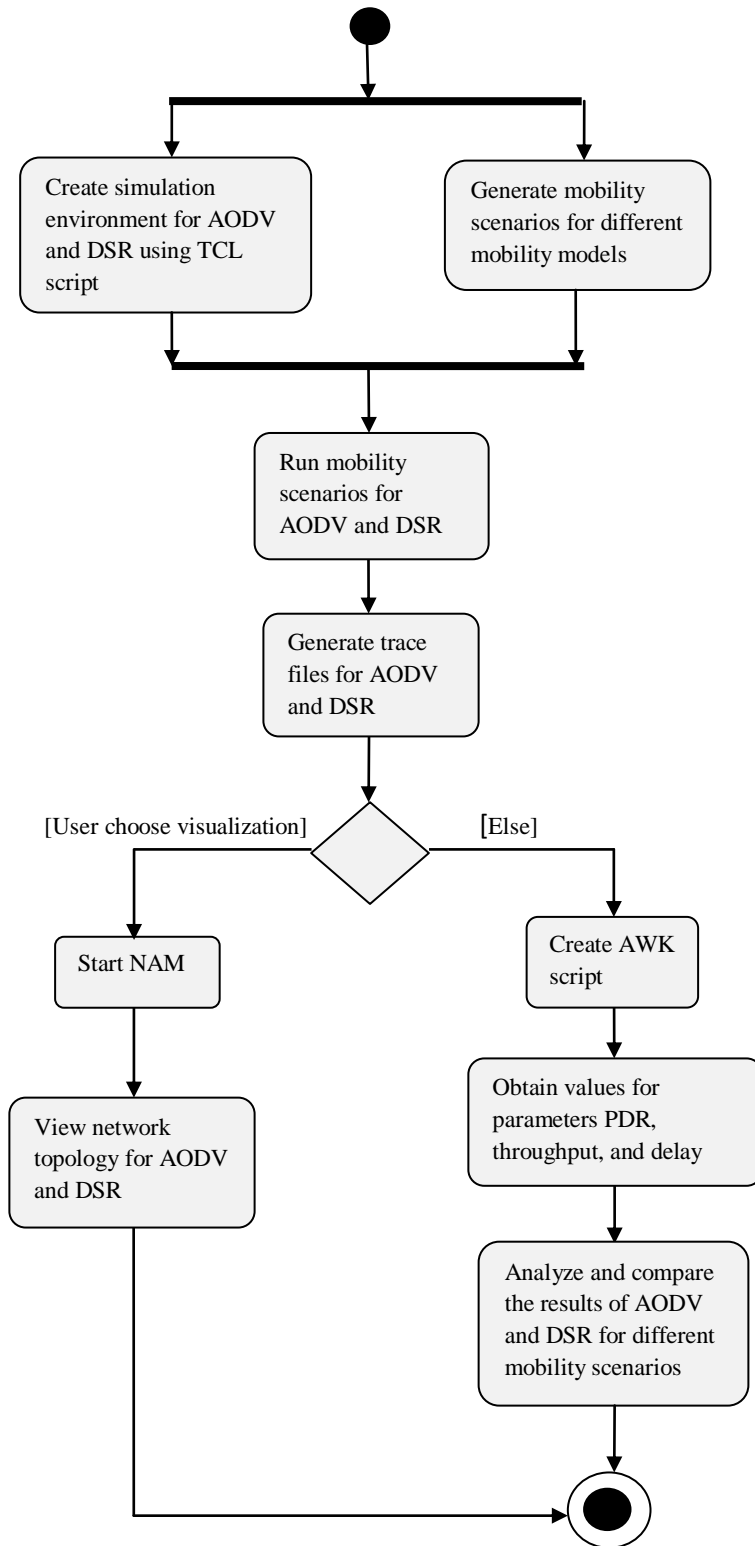 Create simulation
environment for AODV
and DSR using TCL
script
Generate mobility
scenarios for different
mobility models
Run mobility
scenarios for
AODV and DSR
Generate trace
files for AODV
and DSR
[User choose visualization]
[Else]
Start NAM
Create AWK
script
View network
topology for AODV
and DSR
Obtain values for
parameters PDR,
throughput, and delay
Analyze and compare
the results of AODV
and DSR for different
mobility scenarios